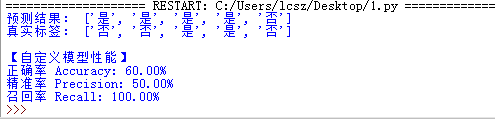 ==================== RESTART: C:/Users/lcsz/Desktop/1.py ====================
预测结果: ['是', '是', '是', '是', '否']
真实标签: ['否', '否', '是', '是', '否']
【自定义模型性能】
正确率 Accuracy: 60.00%
精准率 Precision: 50.00%
召回率 Recall: 100.00%
>>>